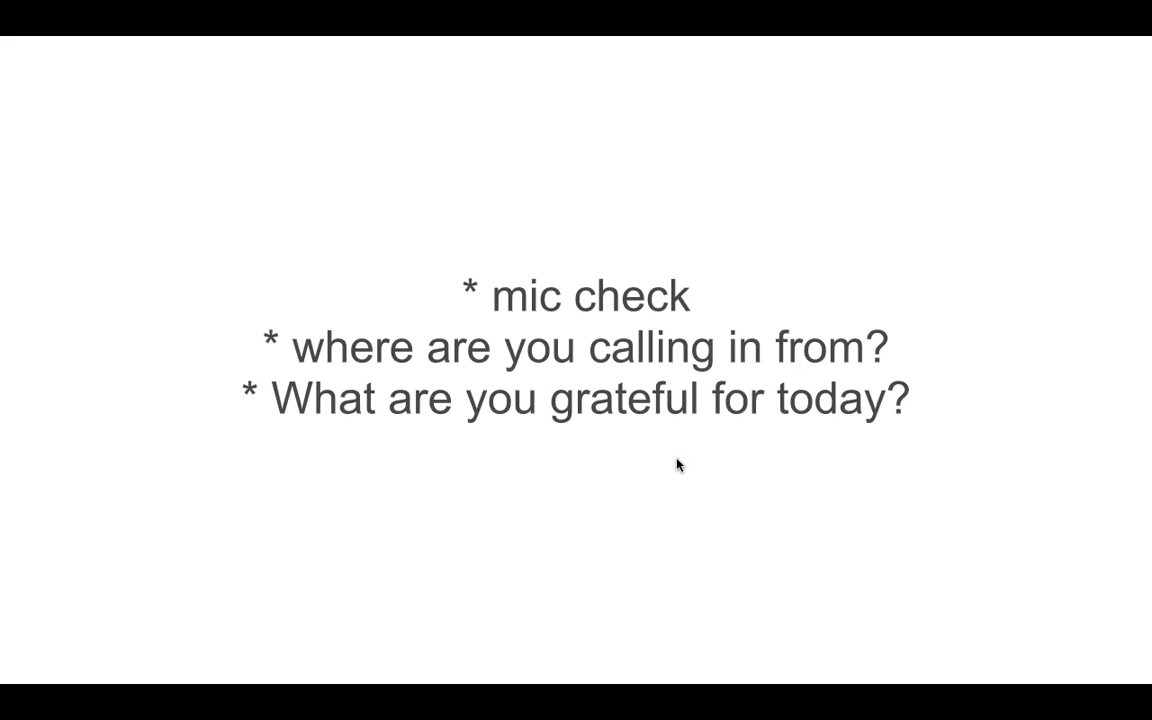 * mic check
* where are you calling in from?
* What are you grateful for today?